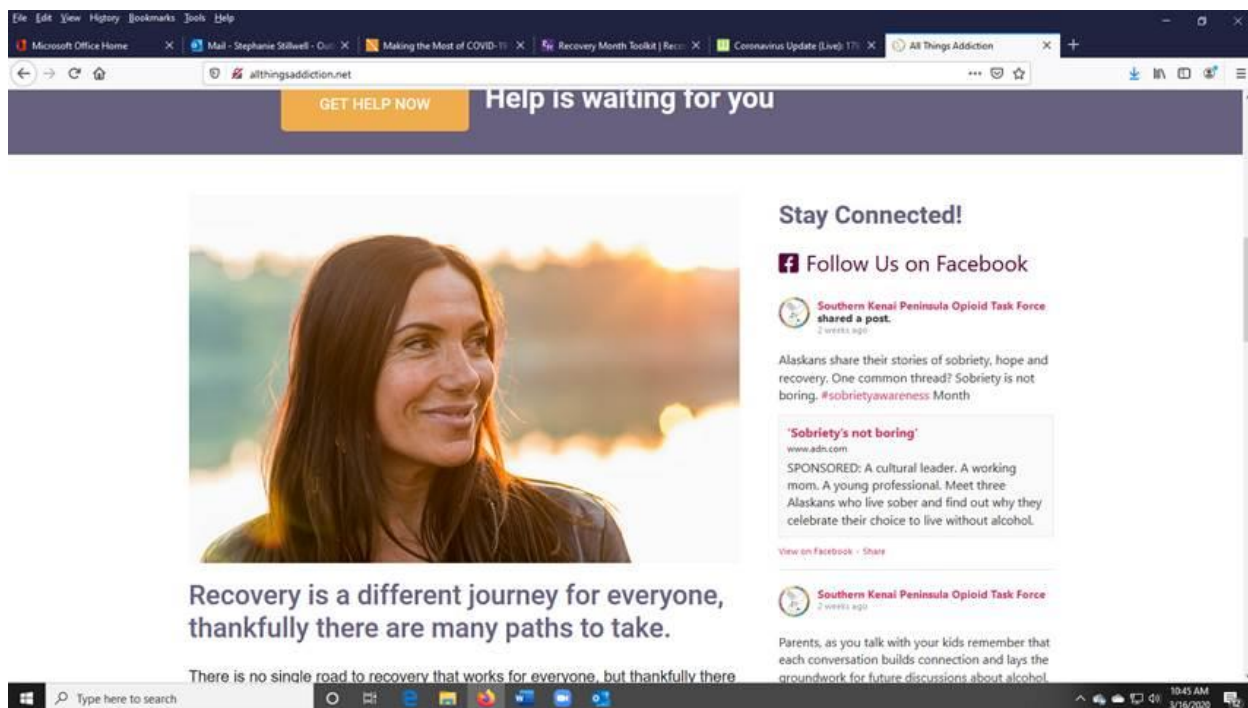 File Edit View History Bookmarks Tools Help
Microsoft Office Home
Mail - Stephanie Stillwell - Out
Making the Most of COVID-19
Recovery Month Toolkit | Reco
Coronavirus Update (Live):
All Things Addiction
allthingsaddiction.net
GET HELP NOW
Help is waiting for you
Stay Connected!
Follow Us on Facebook
Southern Kenai Peninsula Opioid Task Force
shared a post.
2 weeks ago
Alaskans share their stories of sobriety, hope and
recovery. One common thread? Sobriety is not
boring. #sobrietyawareness Month
'Sobriety's not boring'
www.adn.com
SPONSORED: A cultural leader. A working
mom. A young professional. Meet three
Alaskans who live sober and find out why they
celebrate their choice to live without alcohol.
View on Facebook · Share
Southern Kenai Peninsula Opioid Task Force
2 weeks ago
Parents, as you talk with your kids remember that
each conversation builds connection and lays the
groundwork for future discussions about alcohol.
Recovery is a different journey for everyone,
thankfully there are many paths to take.
There is no single road to recovery that works for everyone, but thankfully there
Type here to search
10:45 AM
3/16/2020